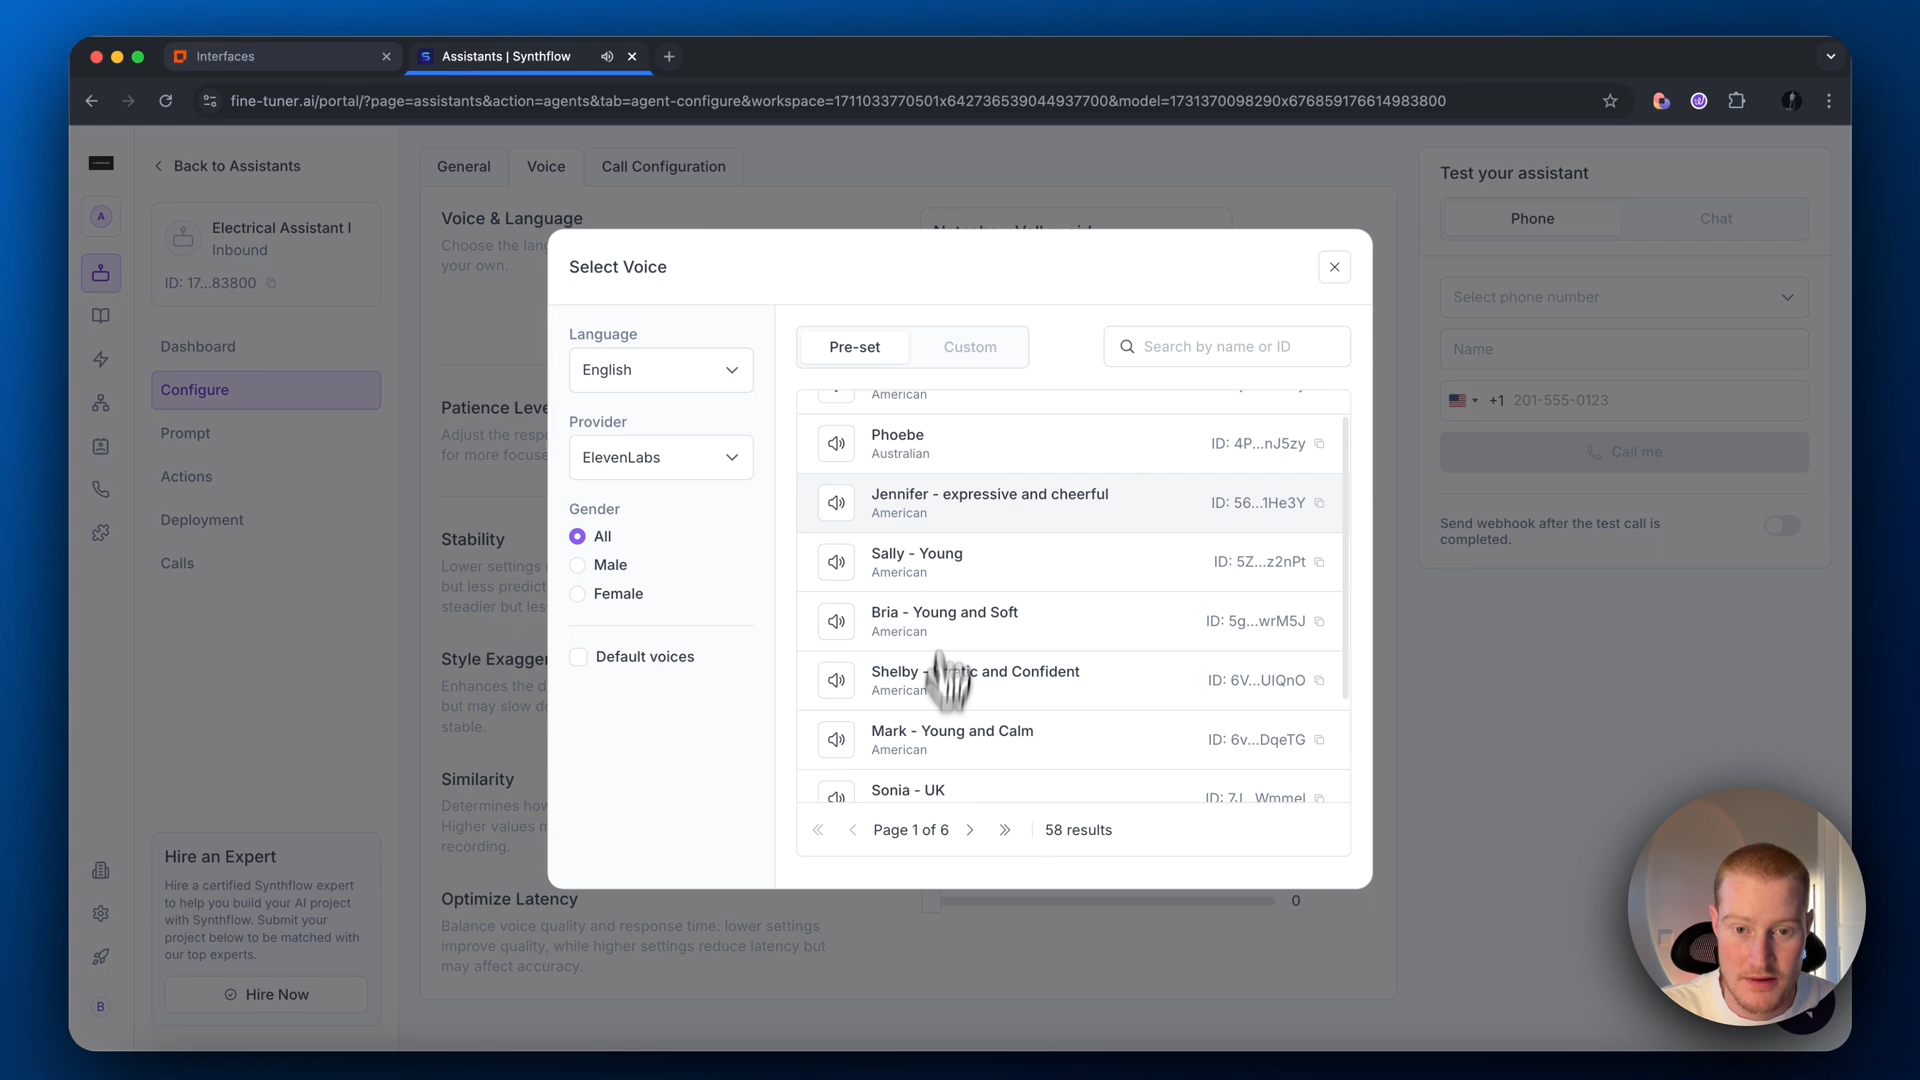 Interfaces
Assistants | Synthflow
fine-tuner.ai/portal/?page=assistants&action=agents&tab=agent-configure&workspace=1711033770501x642736539044937700&model=1731370098290x676859176614983800
Back to Assistants
General
Voice
Call Configuration
Test your assistant
A
Electrical Assistant I
Inbound
ID: 17...83800
Voice & Language
Choose the lang
your own.
Phone
Chat
Select Voice
Select phone number
Name
+1 201-555-0123
Call me
Send webhook after the test call is
completed.
Dashboard
Configure
Prompt
Actions
Deployment
Calls
Language
English
Provider
ElevenLabs
Gender
All
Male
Female
Default voices
Pre-set
Custom
Search by name or ID
American
Phoebe
Australian
ID: 4P...nJ5zy
Jennifer - expressive and cheerful
American
ID: 56...1He3Y
Sally - Young
American
ID: 5Z...z2nPt
Bria - Young and Soft
American
ID: 5g...wrM5J
Shelby - and Confident
American
ID: 6V...UIQnO
Mark - Young and Calm
American
ID: 6v...DqeTG
Sonia - UK
ID: 7J...Wmmel
Page 1 of 6
58 results
Patience Leve
Adjust the resp
for more focuse
Stability
Lower settings
but less predict
steadier but les
Style Exagger
Enhances the d
but may slow do
stable.
Similarity
Determines how
Higher values m
recording.
Optimize Latency
Balance voice quality and response time: lower settings
improve quality, while higher settings reduce latency but
may affect accuracy.
0
Hire an Expert
Hire a certified Synthflow expert
to help you build your AI project
with Synthflow. Submit your
project below to be matched with
our top experts.
Hire Now
B